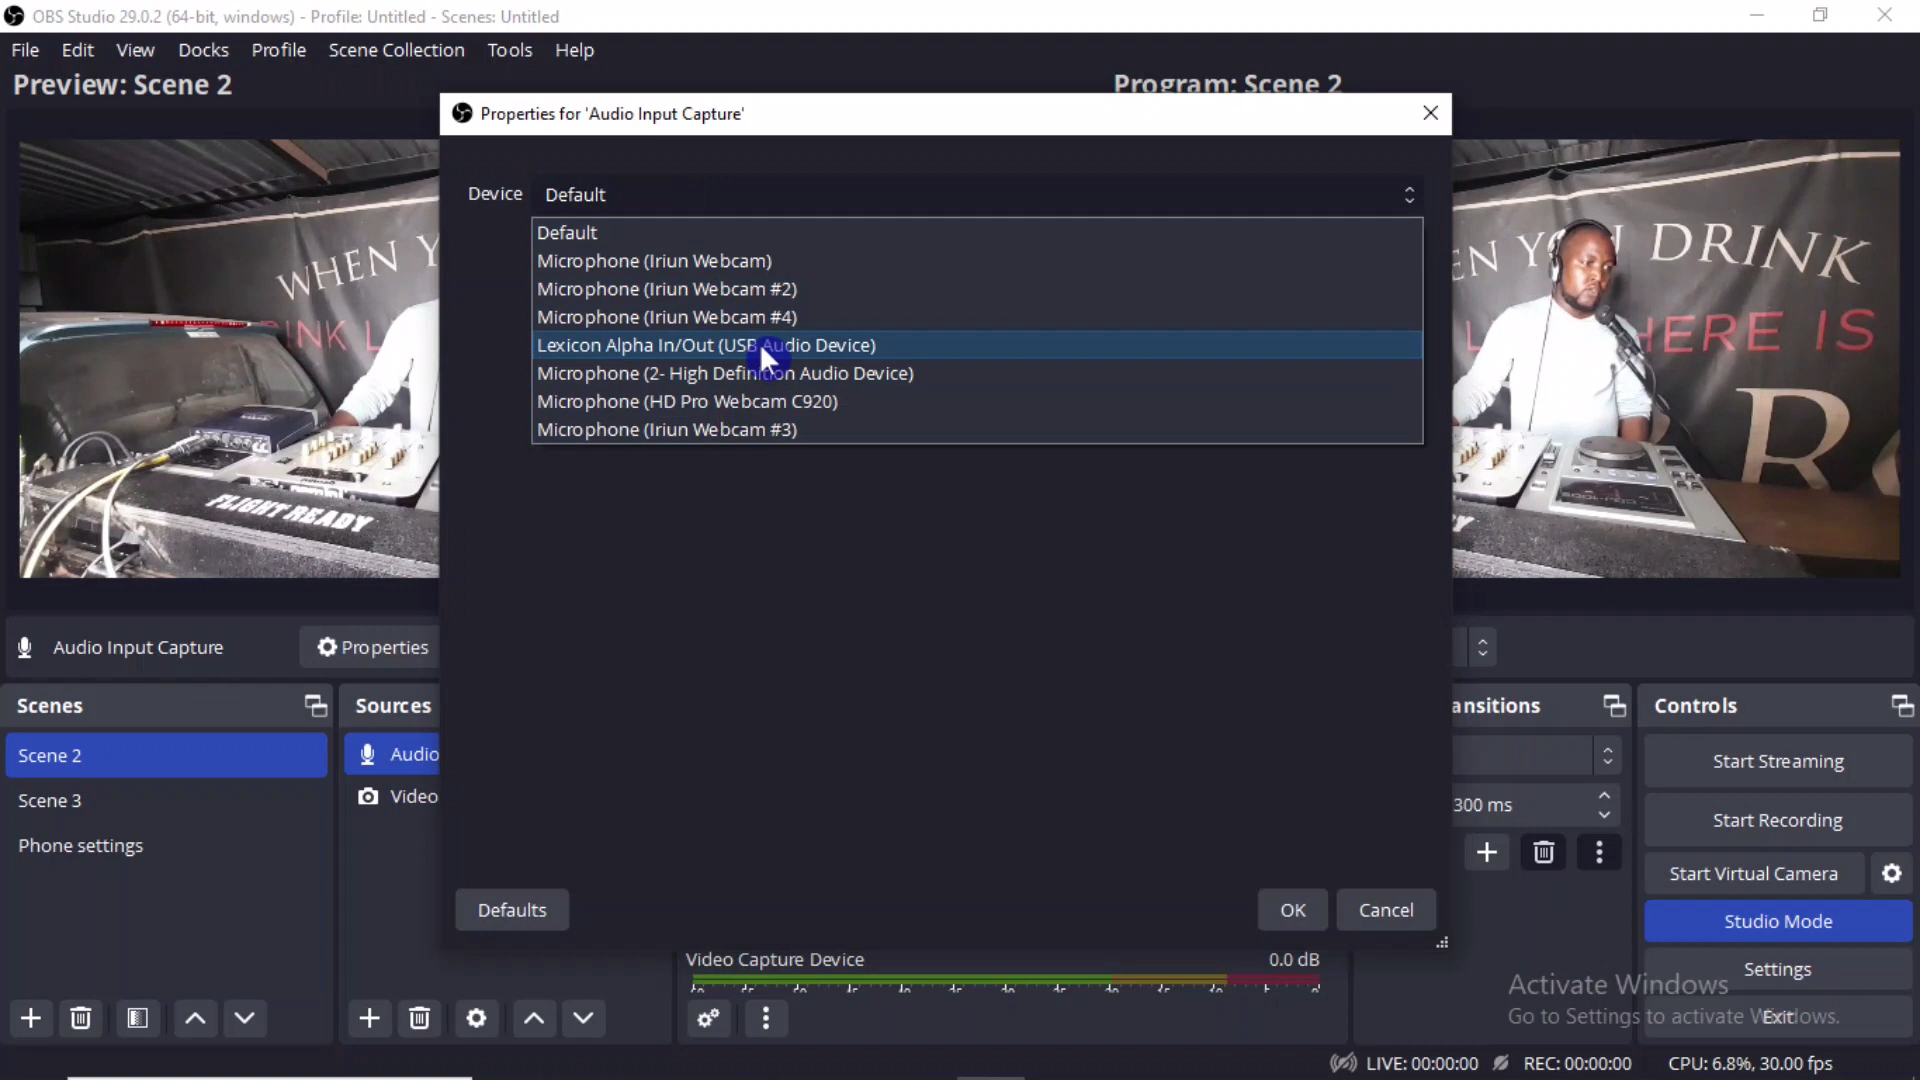 OBS Studio 29.0.2 (64-bit, windows) - Profile: Untitled - Scenes: Untitled
File Edit View Docks Profile Scene Collection Tools Help
Preview: Scene 2
Program: Scene 2
Properties for 'Audio Input Capture'
Device Default
Default
Microphone (Iriun Webcam)
Microphone (Iriun Webcam #2)
Microphone (Iriun Webcam #4)
Lexicon Alpha In/Out (USB Audio Device)
Microphone (2- High Definition Audio Device)
Microphone (HD Pro Webcam C920)
Microphone (Iriun Webcam #3)
WHEN Y
INK L
FLIGHT READY
EN YOU DRINK
L HERE IS
R
Audio Input Capture
Properties
Scenes
Sources
ansitions
Controls
Scene 2
Scene 3
Phone settings
Audio
Video
300 ms
Start Streaming
Start Recording
Start Virtual Camera
Studio Mode
Settings
Exit
Defaults
OK
Cancel
Video Capture Device
0.0 dB
Activate Windows
Go to Settings to activate Windows.
LIVE: 00:00:00
REC: 00:00:00
CPU: 6.8%, 30.00 fps